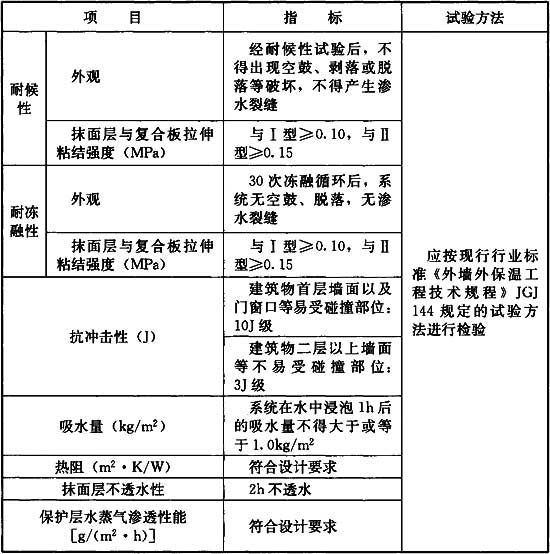 项 目
指 标
试验方法
耐候
性
外观
经耐候性试验后，不
得出现空鼓、剥落或脱
落等破坏，不得产生渗
水裂缝
抹面层与复合板拉伸
粘结强度（MPa）
与Ⅰ型≥0.10，与Ⅱ
型≥0.15
耐冻
融性
外观
30 次冻融循环后，系
统无空鼓、脱落，无渗
水裂缝
抹面层与复合板拉伸
粘结强度（MPa）
与Ⅰ型≥0.10，与Ⅱ
型≥0.15
抗冲击性（J）
建筑物首层墙面以及
门窗口等易受碰撞部位：
10J 级
建筑物二层以上墙面
等不易受碰撞部位：
3J 级
吸水量（kg/m²）
系统在水中浸泡 1h 后
的吸水量不得大于或等
于 1.0kg/m²
热阻（m²·K/W）
符合设计要求
抹面层不透水性
2h 不透水
保护层水蒸气渗透性能
［g/(m²·h)］
符合设计要求
应按现行行业标
准《外墙外保温工
程技术规程》JGJ
144 规定的试验方
法进行检验